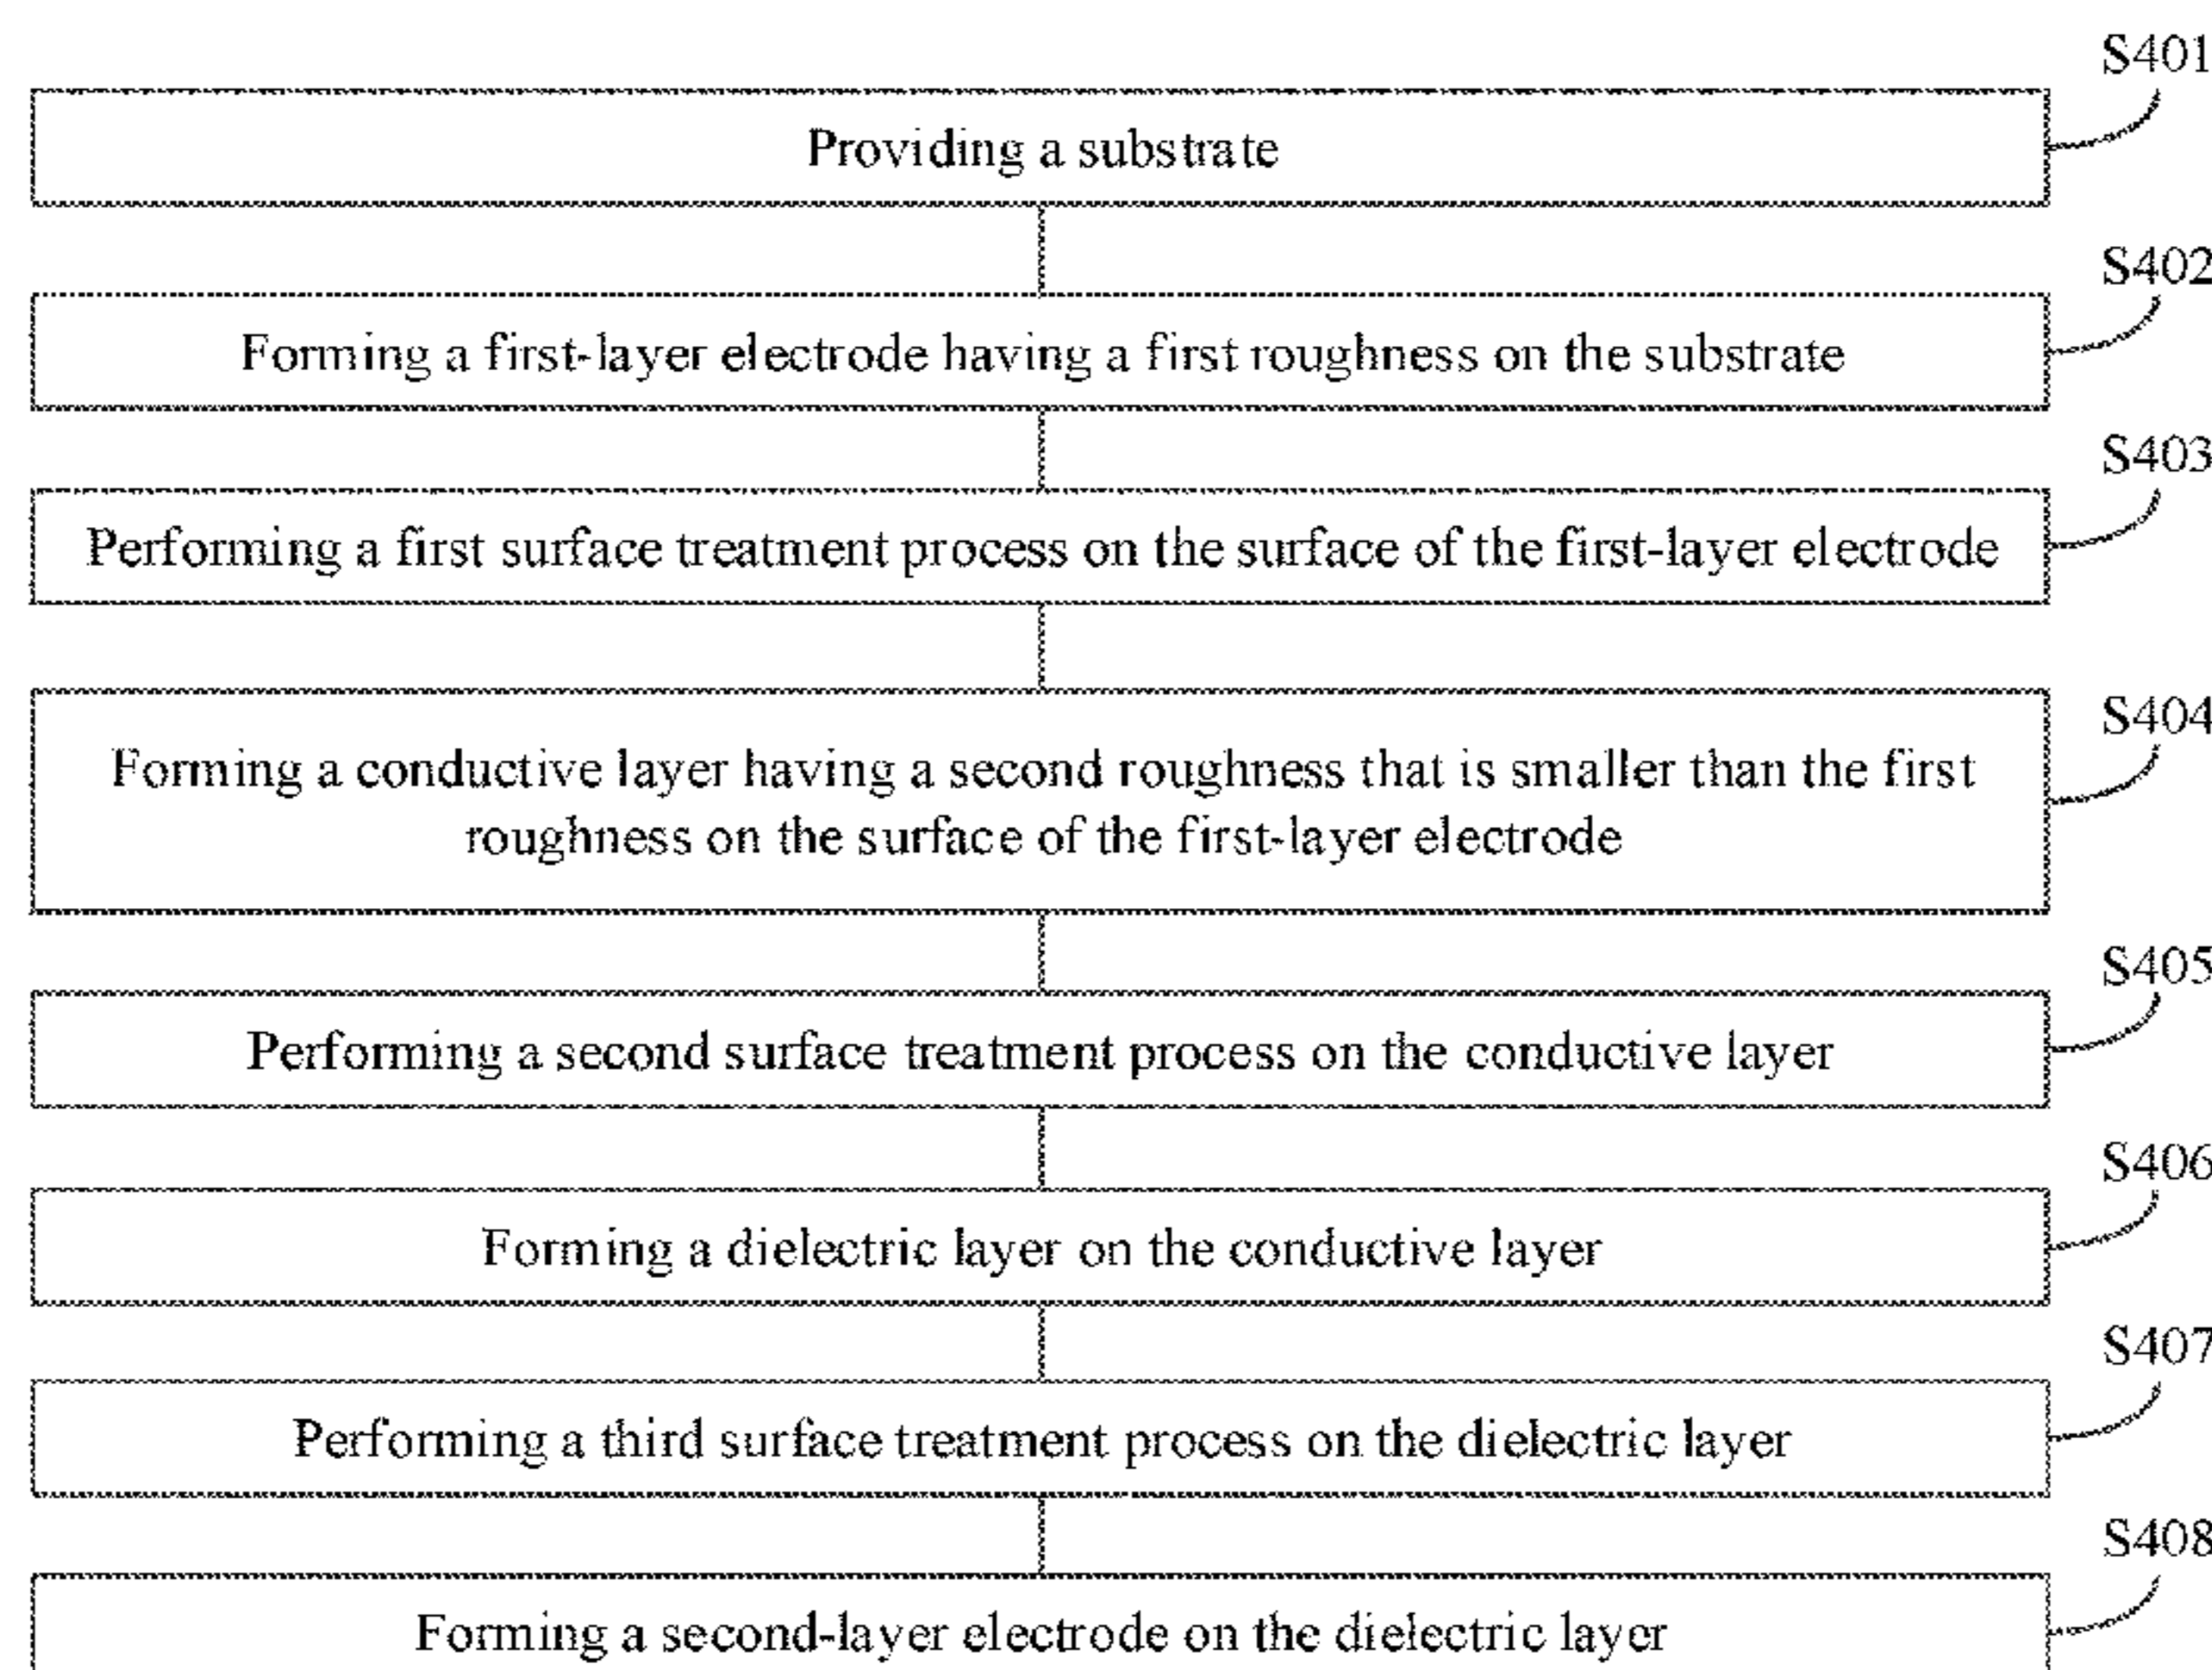 S401
Providing a substrate
S402
Forming a first-layer electrode having a first roughness on the substrate
S403
Performing a first surface treatment process on the surface of the first-layer electrode
S404
Forming a conductive layer having a second roughness that is smaller than the first
roughness on the surface of the first-layer electrode
S405
Performing a second surface treatment process on the conductive layer
S406
Forming a dielectric layer on the conductive layer
S407
Performing a third surface treatment process on the dielectric layer
S408
Forming a second-layer electrode on the dielectric layer